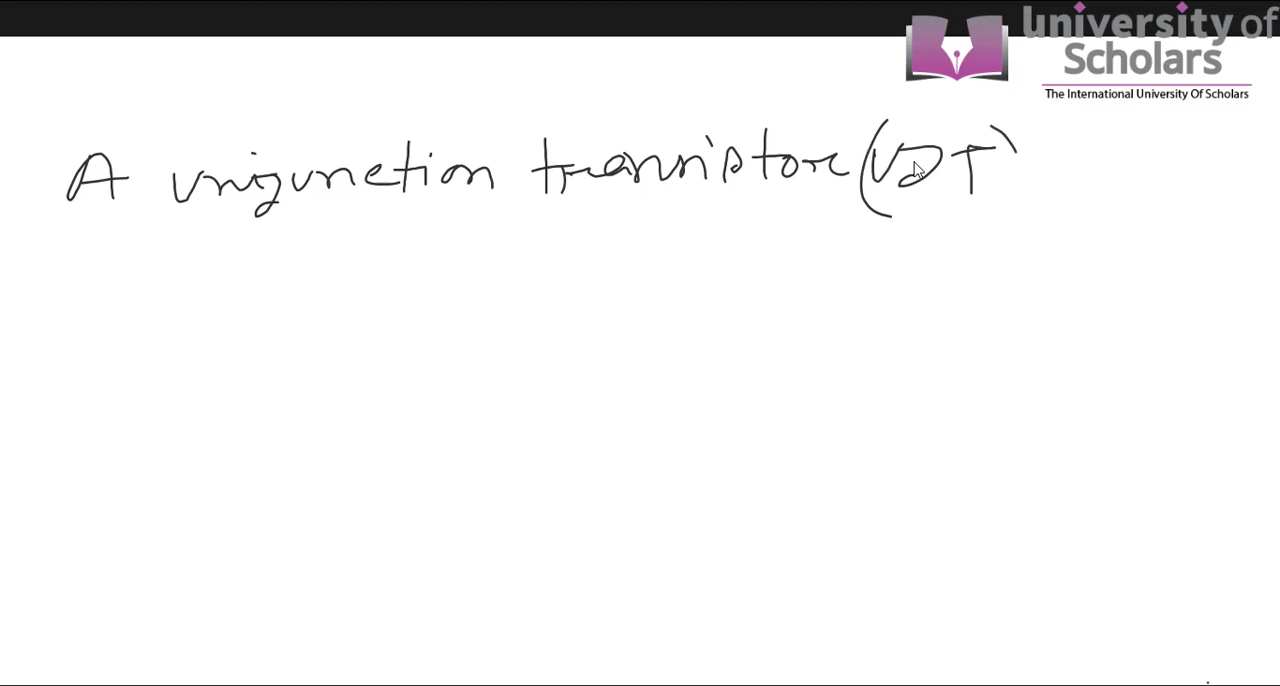 university of
Scholars
The International University Of Scholars
A unijunction transistor (UJT)